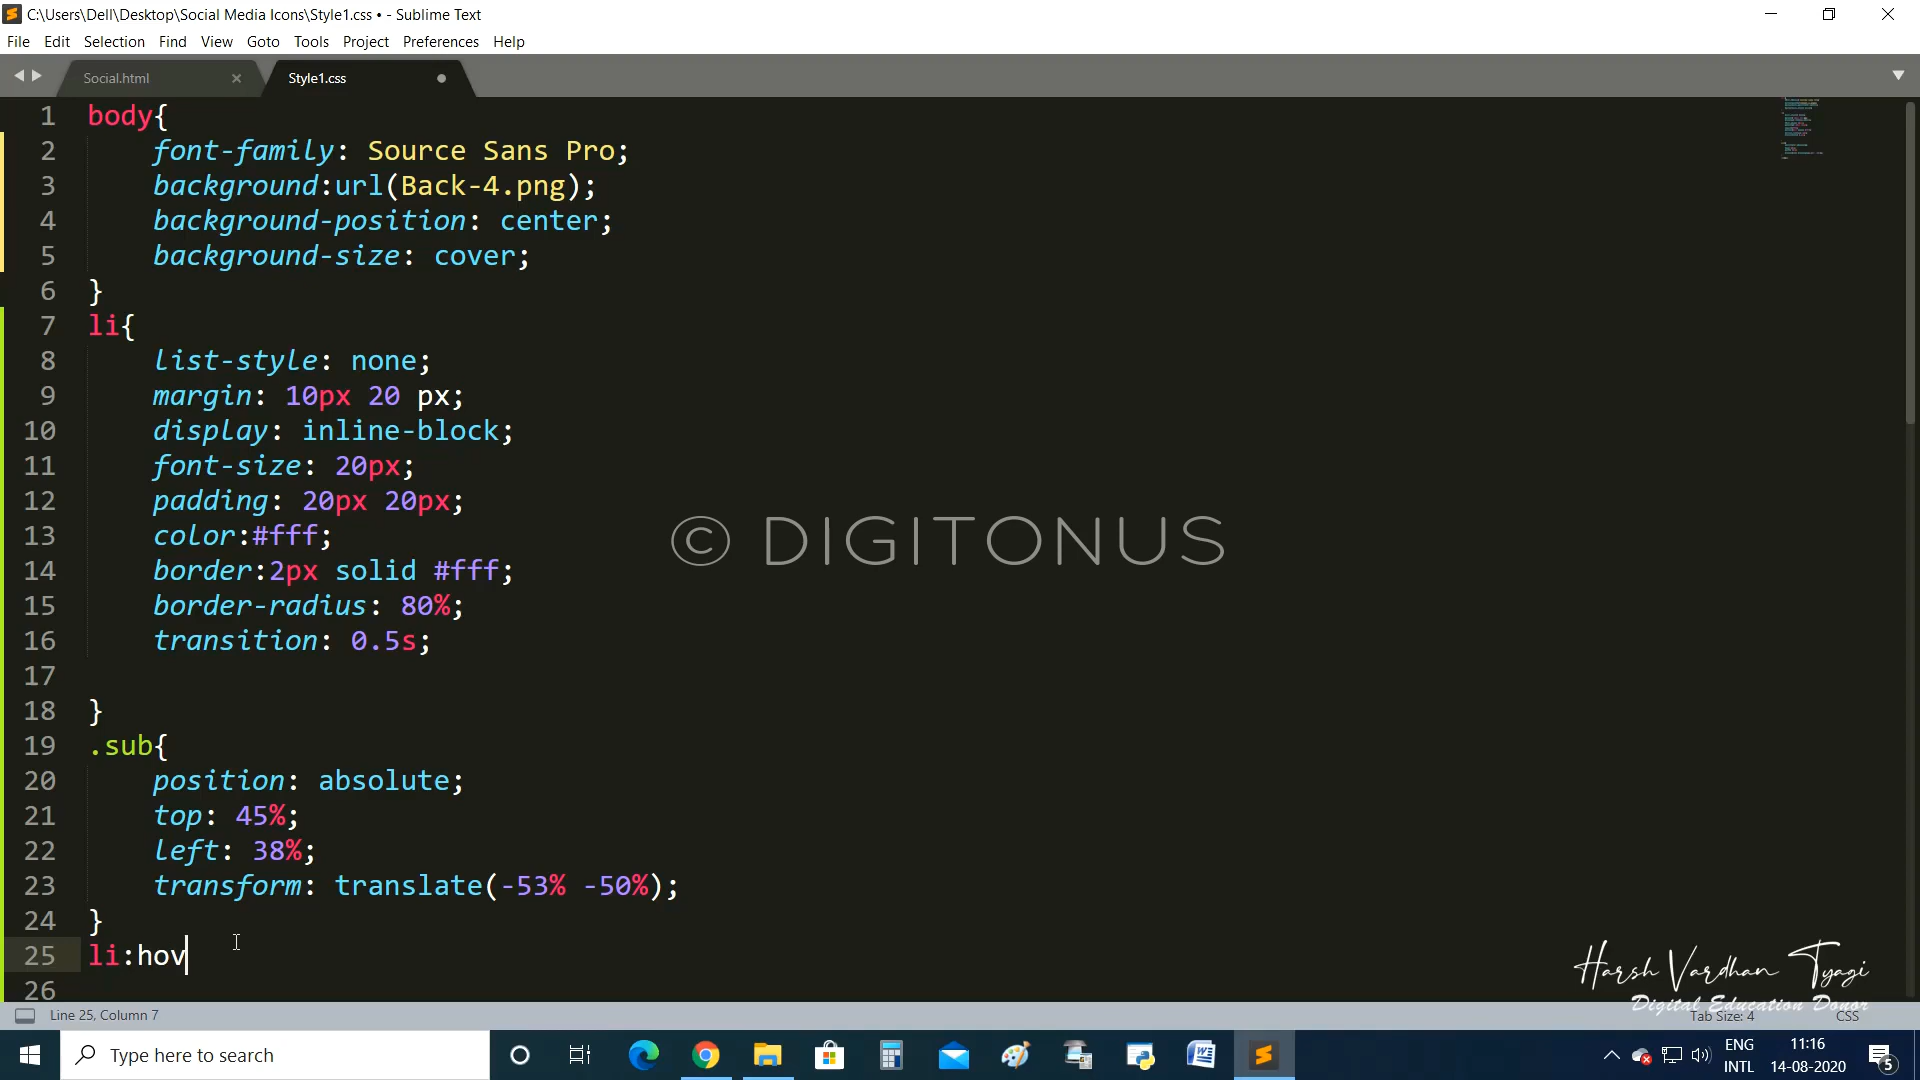 C:\Users\Dell\Desktop\Social Media Icons\Style1.css • - Sublime Text
File Edit Selection Find View Goto Tools Project Preferences Help
Social.html × Style1.css
1 body{
2 font-family: Source Sans Pro;
3 background:url(Back-4.png);
4 background-position: center;
5 background-size: cover;
6 }
7 li{
8 list-style: none;
9 margin: 10px 20 px;
10 display: inline-block;
11 font-size: 20px;
12 padding: 20px 20px;
13 color:#fff;
14 border:2px solid #fff;
15 border-radius: 80%;
16 transition: 0.5s;
17
18 }
19 .sub{
20 position: absolute;
21 top: 45%;
22 left: 38%;
23 transform: translate(-53% -50%);
24 }
25 li:hov
26
© DIGITONUS
Harsh Vardhan Tyagi
Digital Education Donor
Line 25, Column 7 Tab Size: 4 CSS
Type here to search
ENG 11:16
INTL 14-08-2020 5